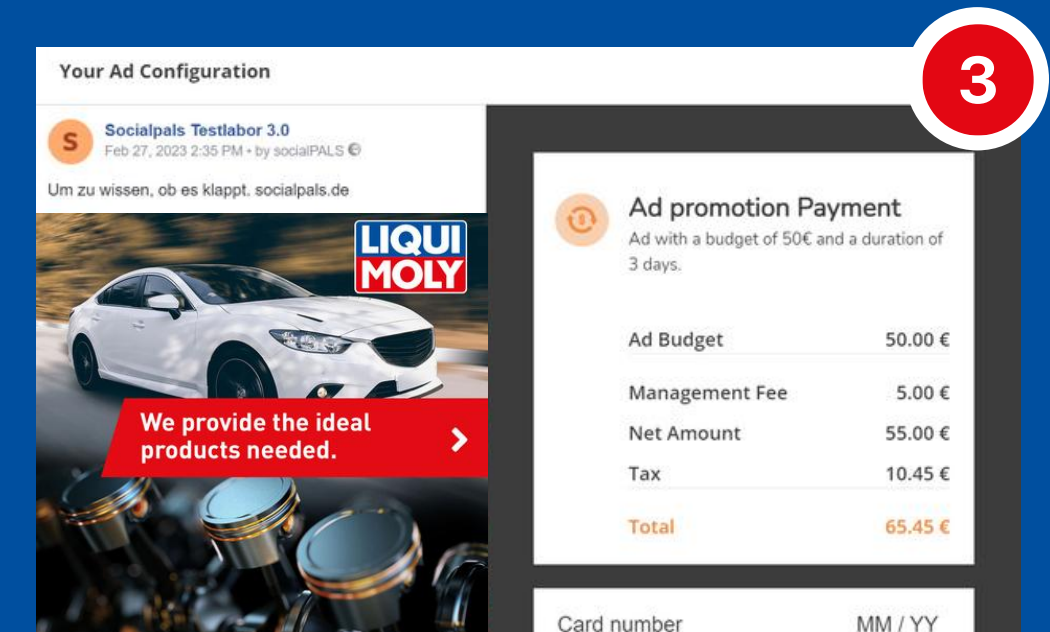 3
Your Ad Configuration
S
Socialpals Testlabor 3.0
Feb 27, 2023 2:35 PM • by socialPALS
Um zu wissen, ob es klappt. socialpals.de
LIQUI
MOLY
We provide the ideal
products needed.
Ad promotion Payment
Ad with a budget of 50€ and a duration of
3 days.
Ad Budget 50.00 €
Management Fee 5.00 €
Net Amount 55.00 €
Tax 10.45 €
Total 65.45 €
Card number MM / YY